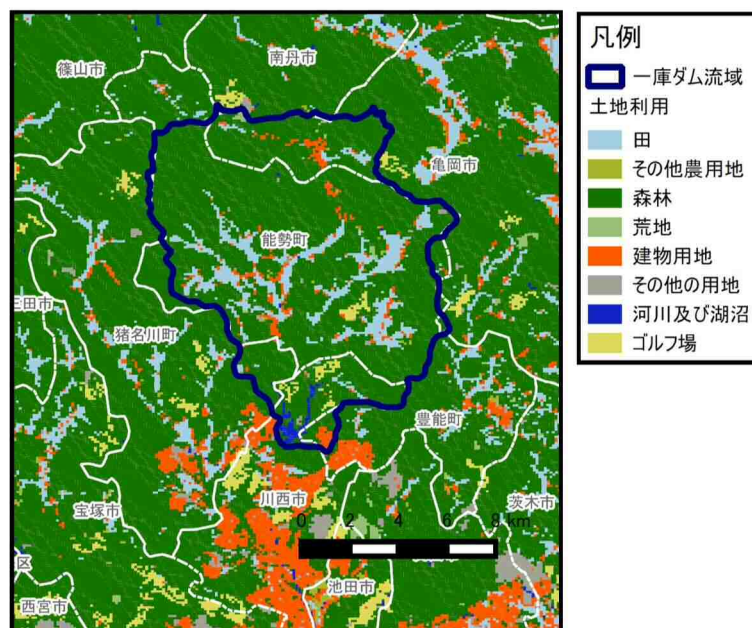 南丹市
篠山市
亀岡市
能勢町
三田市
猪名川町
豊能町
川西市
宝塚市
茨木市
0 2 4 6 8 km
区
池田市
西宮市
凡例
一庫ダム流域
土地利用
田
その他農用地
森林
荒地
建物用地
その他の用地
河川及び湖沼
ゴルフ場